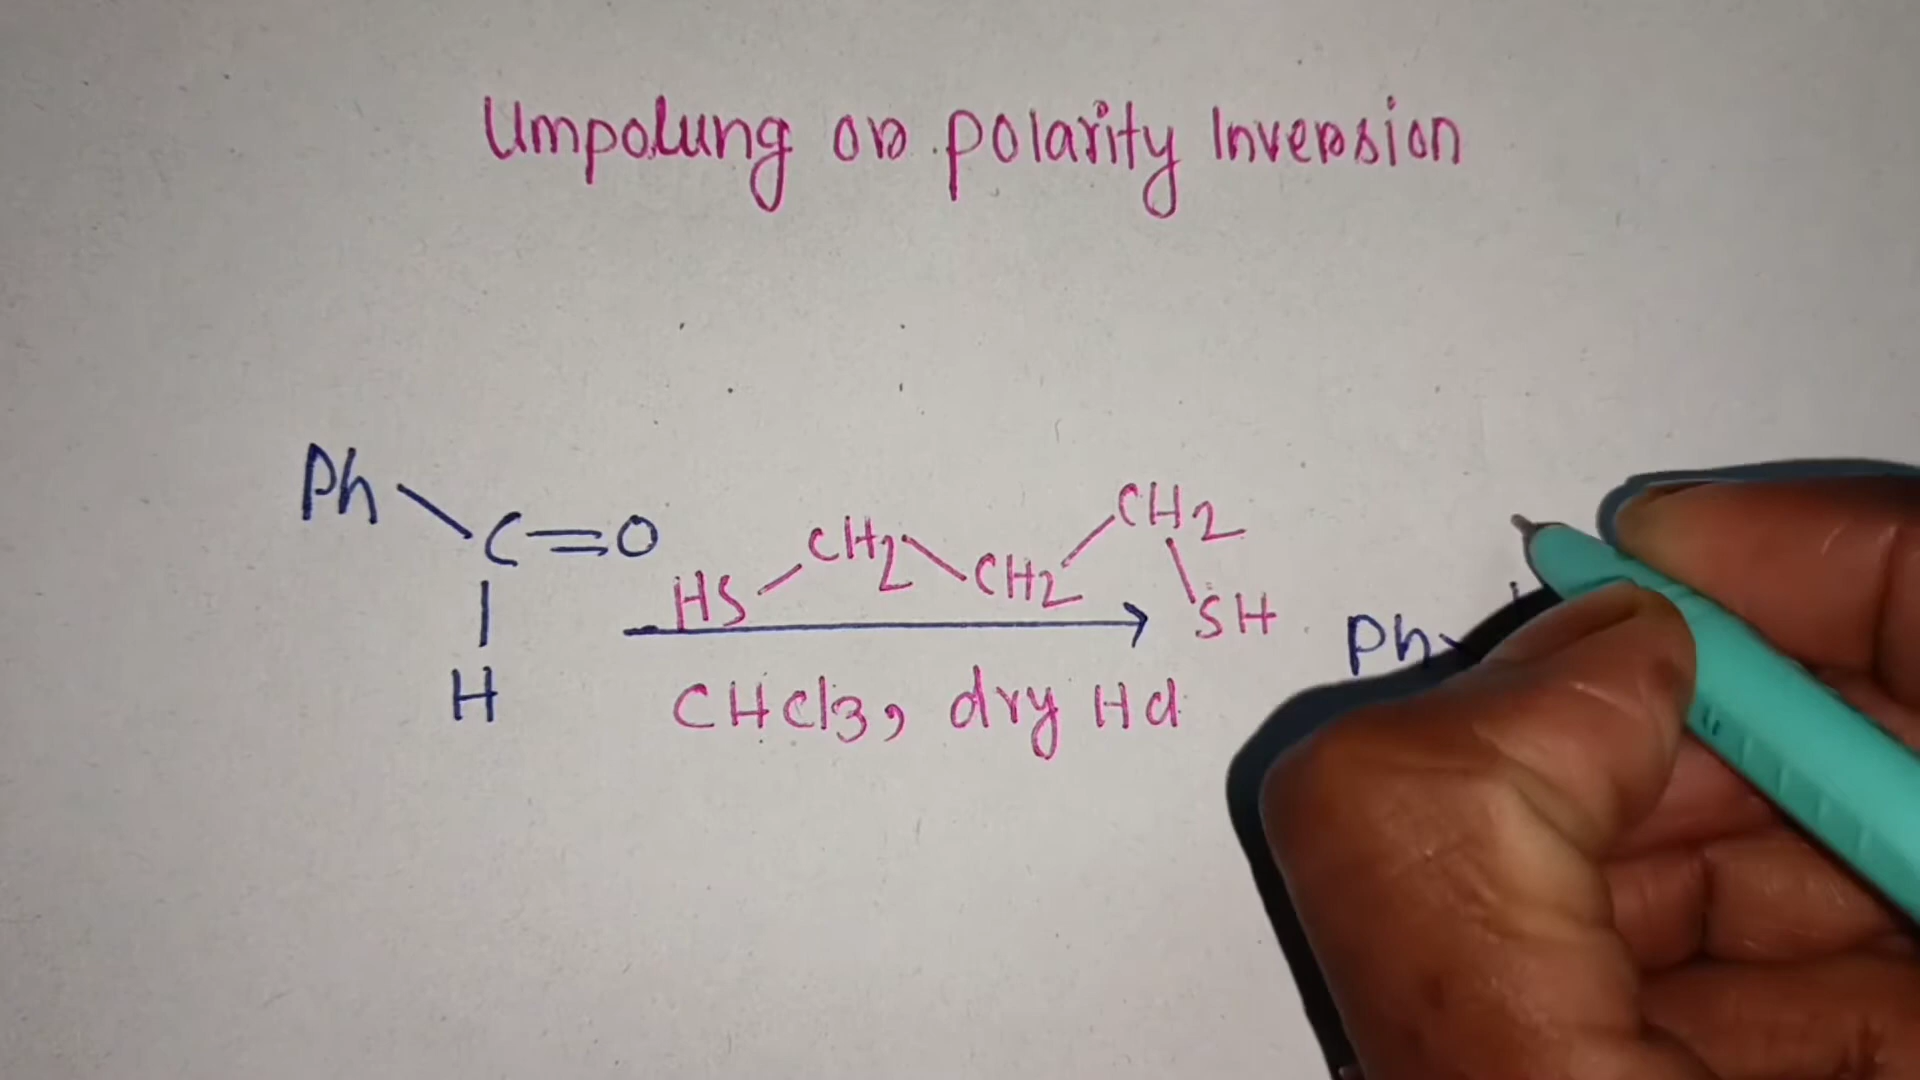 Umpolung or polarity Inversion
Ph
C=O
H
HS CH2 CH2 CH2 SH
CHCl3, dry HCl
Ph